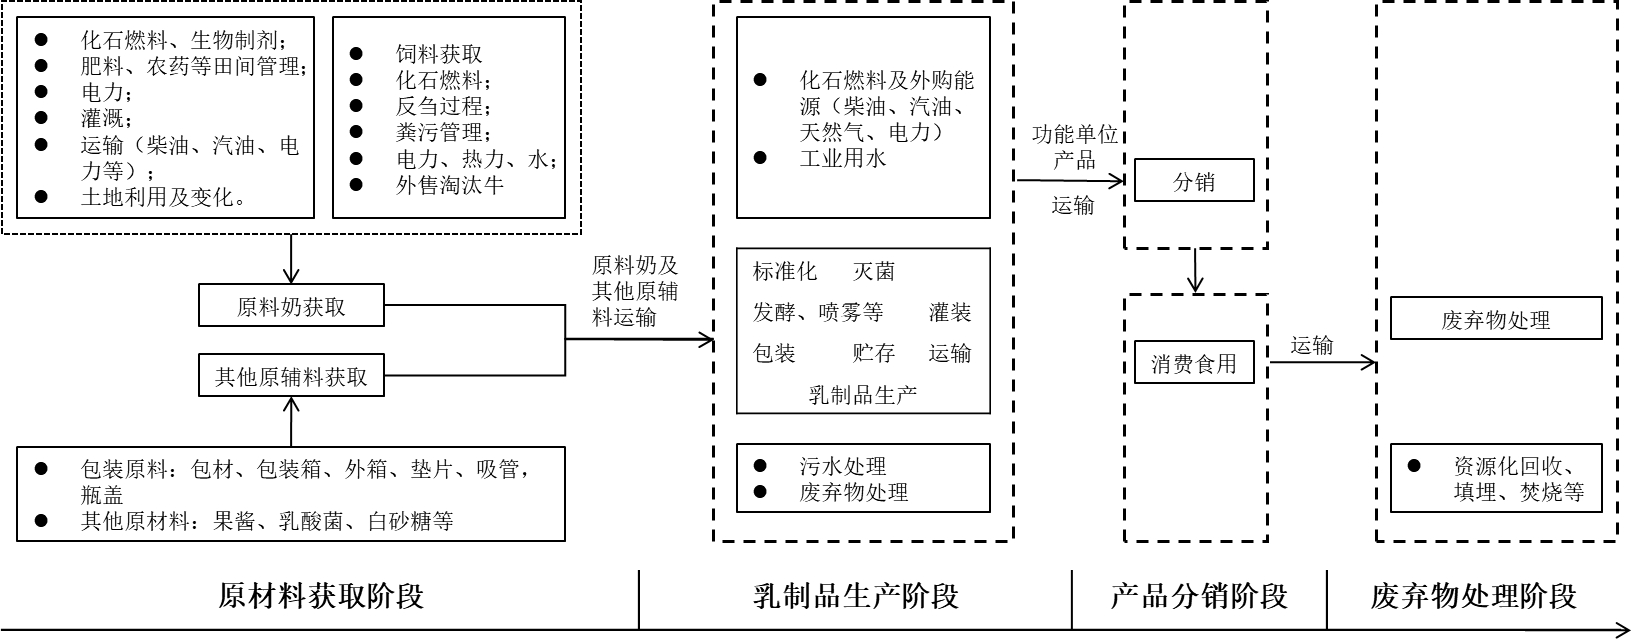 化石燃料、生物制剂；
肥料、农药等田间管理；
电力；
灌溉；
运输（柴油、汽油、电
力等）；
土地利用及变化。
饲料获取
化石燃料；
反刍过程；
粪污管理；
电力、热力、水；
外售淘汰牛
原料奶获取
其他原辅料获取
包装原料：包材、包装箱、外箱、垫片、吸管，
瓶盖
其他原材料：果酱、乳酸菌、白砂糖等
原料奶及
其他原辅
料运输
化石燃料及外购能
源（柴油、汽油、
天然气、电力）
工业用水
标准化 灭菌
发酵、喷雾等 灌装
包装 贮存 运输
乳制品生产
污水处理
废弃物处理
功能单位
产品
运输
分销
消费食用
运输
废弃物处理
资源化回收、
填埋、焚烧等
原材料获取阶段
乳制品生产阶段
产品分销阶段
废弃物处理阶段